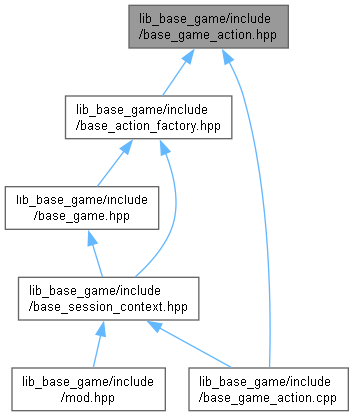 lib_base_game/include
/base_game_action.hpp
lib_base_game/include
/base_action_factory.hpp
lib_base_game/include
/base_game.hpp
lib_base_game/include
/base_session_context.hpp
lib_base_game/include
/mod.hpp
lib_base_game/include
/base_game_action.cpp